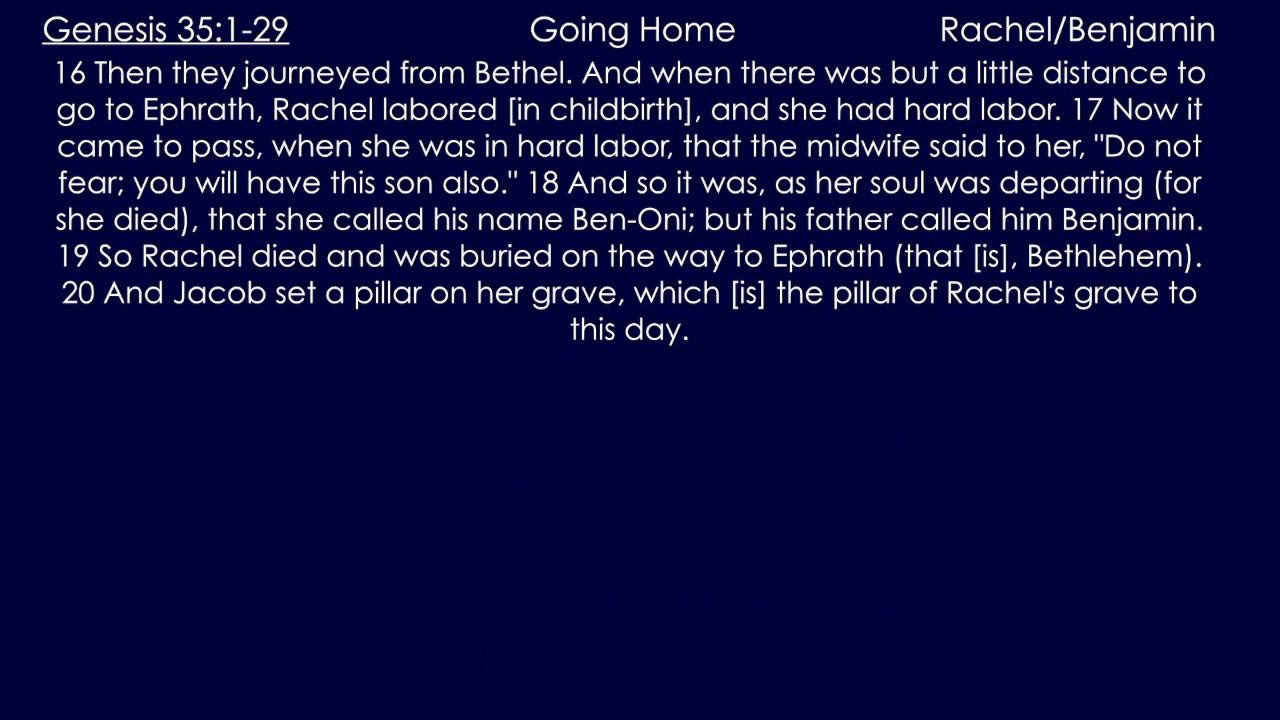 Genesis 35:1-29 Going Home Rachel/Benjamin
16 Then they journeyed from Bethel. And when there was but a little distance to
go to Ephrath, Rachel labored [in childbirth], and she had hard labor. 17 Now it
came to pass, when she was in hard labor, that the midwife said to her, "Do not
fear; you will have this son also." 18 And so it was, as her soul was departing (for
she died), that she called his name Ben-Oni; but his father called him Benjamin.
19 So Rachel died and was buried on the way to Ephrath (that [is], Bethlehem).
20 And Jacob set a pillar on her grave, which [is] the pillar of Rachel's grave to
this day.